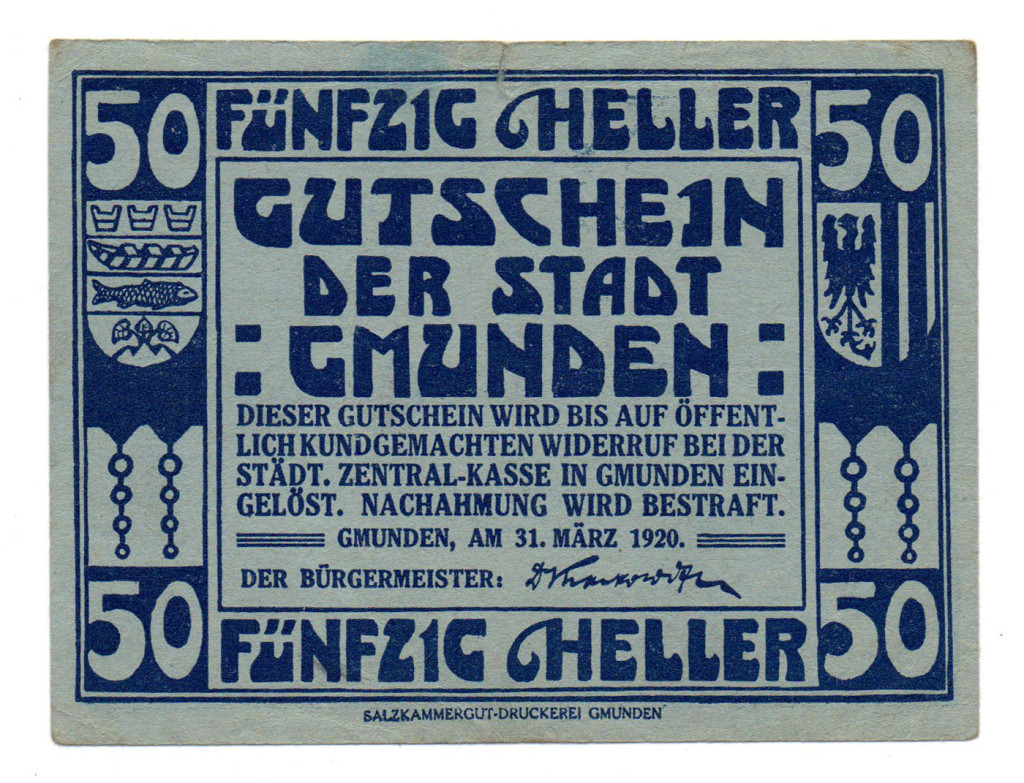 50 FÜNFZIG HELLER 50
GUTSCHEIN
DER STADT
: GMUNDEN :
DIESER GUTSCHEIN WIRD BIS AUF ÖFFENT-
LICH KUNDGEMACHTEN WIDERRUF BEI DER
STÄDT. ZENTRAL-KASSE IN GMUNDEN EIN-
GELÖST. NACHAHMUNG WIRD BESTRAFT.
GMUNDEN, AM 31. MÄRZ 1920.
DER BÜRGERMEISTER:
50 FÜNFZIG HELLER 50
SALZKAMMERGUT-DRUCKEREI GMUNDEN